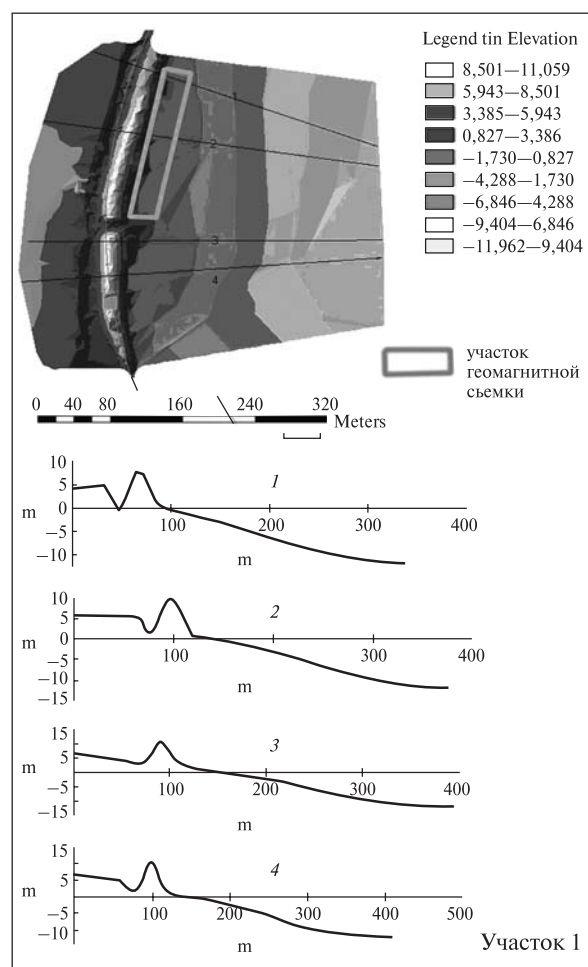 Legend tin Elevation
8,501—11,059
5,943—8,501
3,385—5,943
0,827—3,386
−1,730—0,827
−4,288—1,730
−6,846—4,288
−9,404—6,846
−11,962—9,404
1
2
3
4
участок
геомагнитной
сьемки
0 40 80 160 240 320
Meters
10
5
0
−5
−10
m
1
100 200 300 400
m
10
5
0
−5
−10
−15
m
2
100 200 300 400
m
15
5
−5
−15
m
3
100 200 300 400
m
15
5
0
−5
−10
m
4
100 200 300 400 500
m
Участок 1